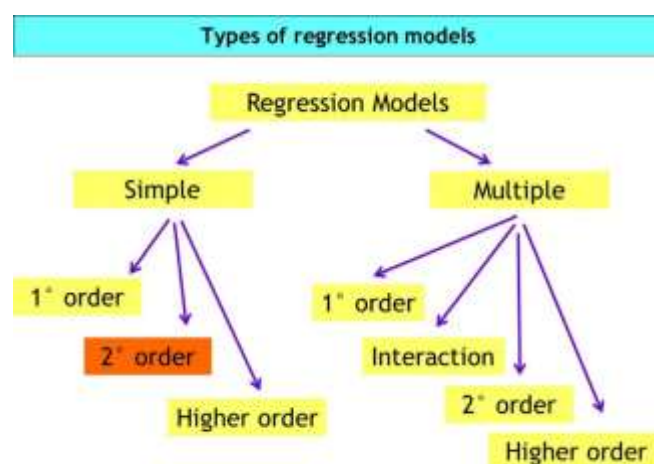 Types of regression models
Regression Models
Simple
Multiple
1° order
1° order
2° order
Interaction
2° order
Higher order
Higher order